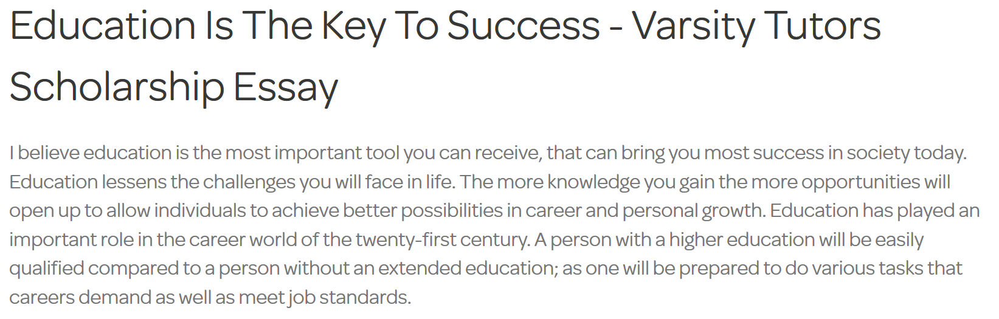 Education Is The Key To Success - Varsity Tutors
Scholarship Essay
I believe education is the most important tool you can receive, that can bring you most success in society today.
Education lessens the challenges you will face in life. The more knowledge you gain the more opportunities will
open up to allow individuals to achieve better possibilities in career and personal growth. Education has played an
important role in the career world of the twenty-first century. A person with a higher education will be easily
qualified compared to a person without an extended education; as one will be prepared to do various tasks that
careers demand as well as meet job standards.